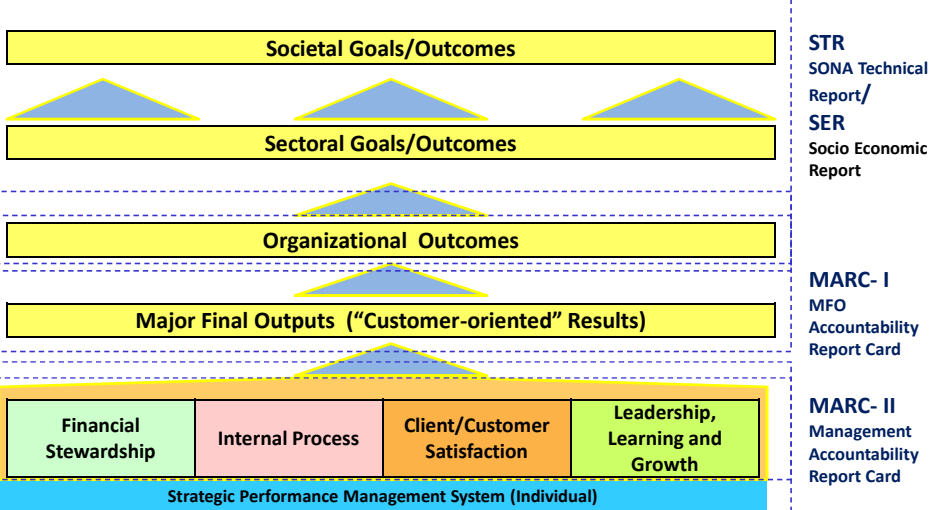 Societal Goals/Outcomes
Sectoral Goals/Outcomes
Organizational Outcomes
Major Final Outputs (“Customer-oriented” Results)
Financial
Stewardship
Internal Process
Client/Customer
Satisfaction
Leadership,
Learning and
Growth
Strategic Performance Management System (Individual)
STR
SONA Technical
Report/
SER
Socio Economic
Report
MARC- I
MFO
Accountability
Report Card
MARC- II
Management
Accountability
Report Card